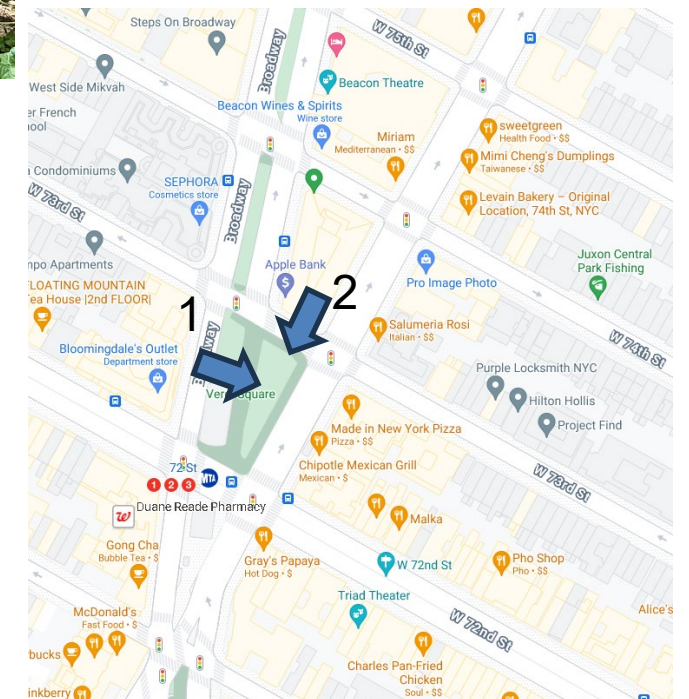 Steps On Broadway
Broadway
W 75th St
West Side Mikvah
Beacon Theatre
Beacon Wines & Spirits
Wine store
er French
ool
Miriam
Mediterranean • $$
sweetgreen
Health Food • $$
Mimi Cheng's Dumplings
Taiwanese • $$
Condominiums
SEPHORA
Cosmetics store
Levain Bakery – Original
Location, 74th St, NYC
W 73rd St
Broadway
mpo Apartments
Apple Bank
Juxon Central
Park Fishing
FLOATING MOUNTAIN
Tea House |2nd FLOOR|
Pro Image Photo
1
2
Salumeria Rosi
Italian • $$
W 74th St
Bloomingdale's Outlet
Department store
way
Purple Locksmith NYC
Ver
quare
Hilton Hollis
Made in New York Pizza
Pizza • $$
Project Find
72 St
Chipotle Mexican Grill
Mexican • $
W 73rd St
1 2 3
MTA
Duane Reade Pharmacy
Malka
Gong Cha
Bubble Tea • $
Gray's Papaya
Hot Dog • $
W 72nd St
Pho Shop
Pho • $$
McDonald's
Fast Food • $
Triad Theater
Alice's
W 72nd St
bucks
Charles Pan-Fried
Chicken
Soul • $$
inkberry